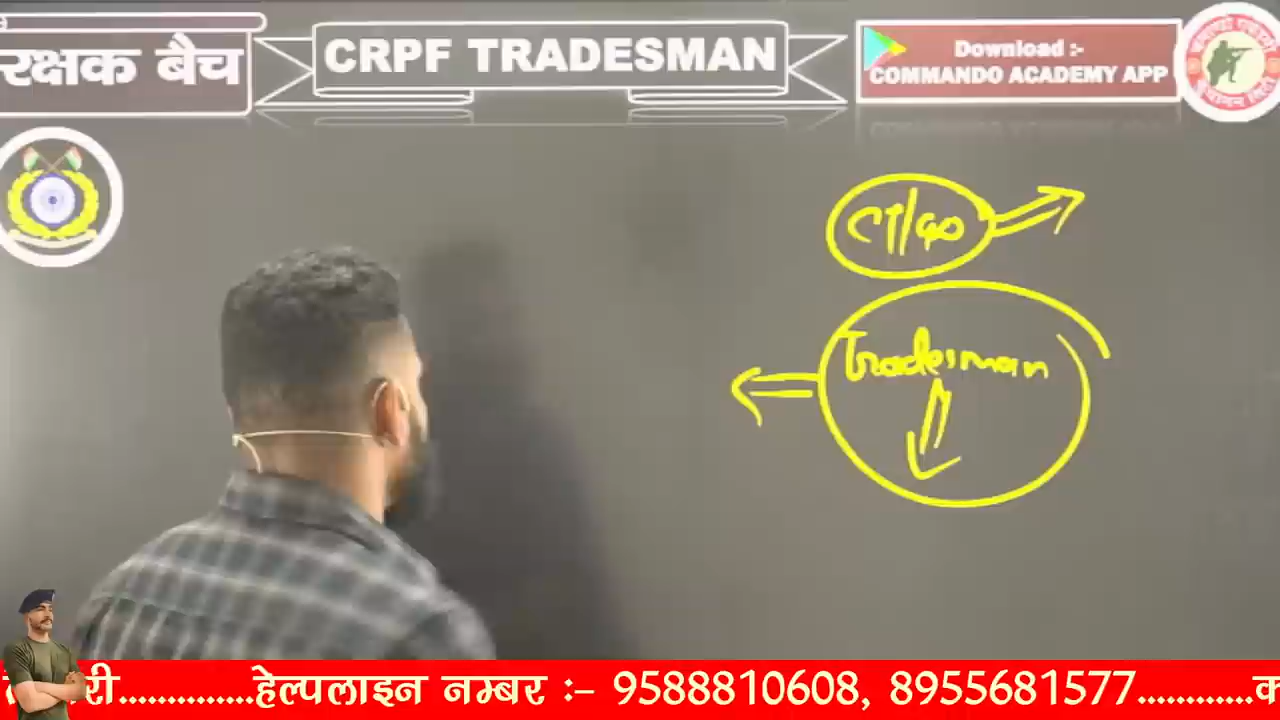 रक्षक बैच
CRPF TRADESMAN
Download :-
COMMANDO ACADEMY APP
CT/GD
Tradesman
री.............हेल्पलाइन नम्बर :- 9588810608, 8955681577............क